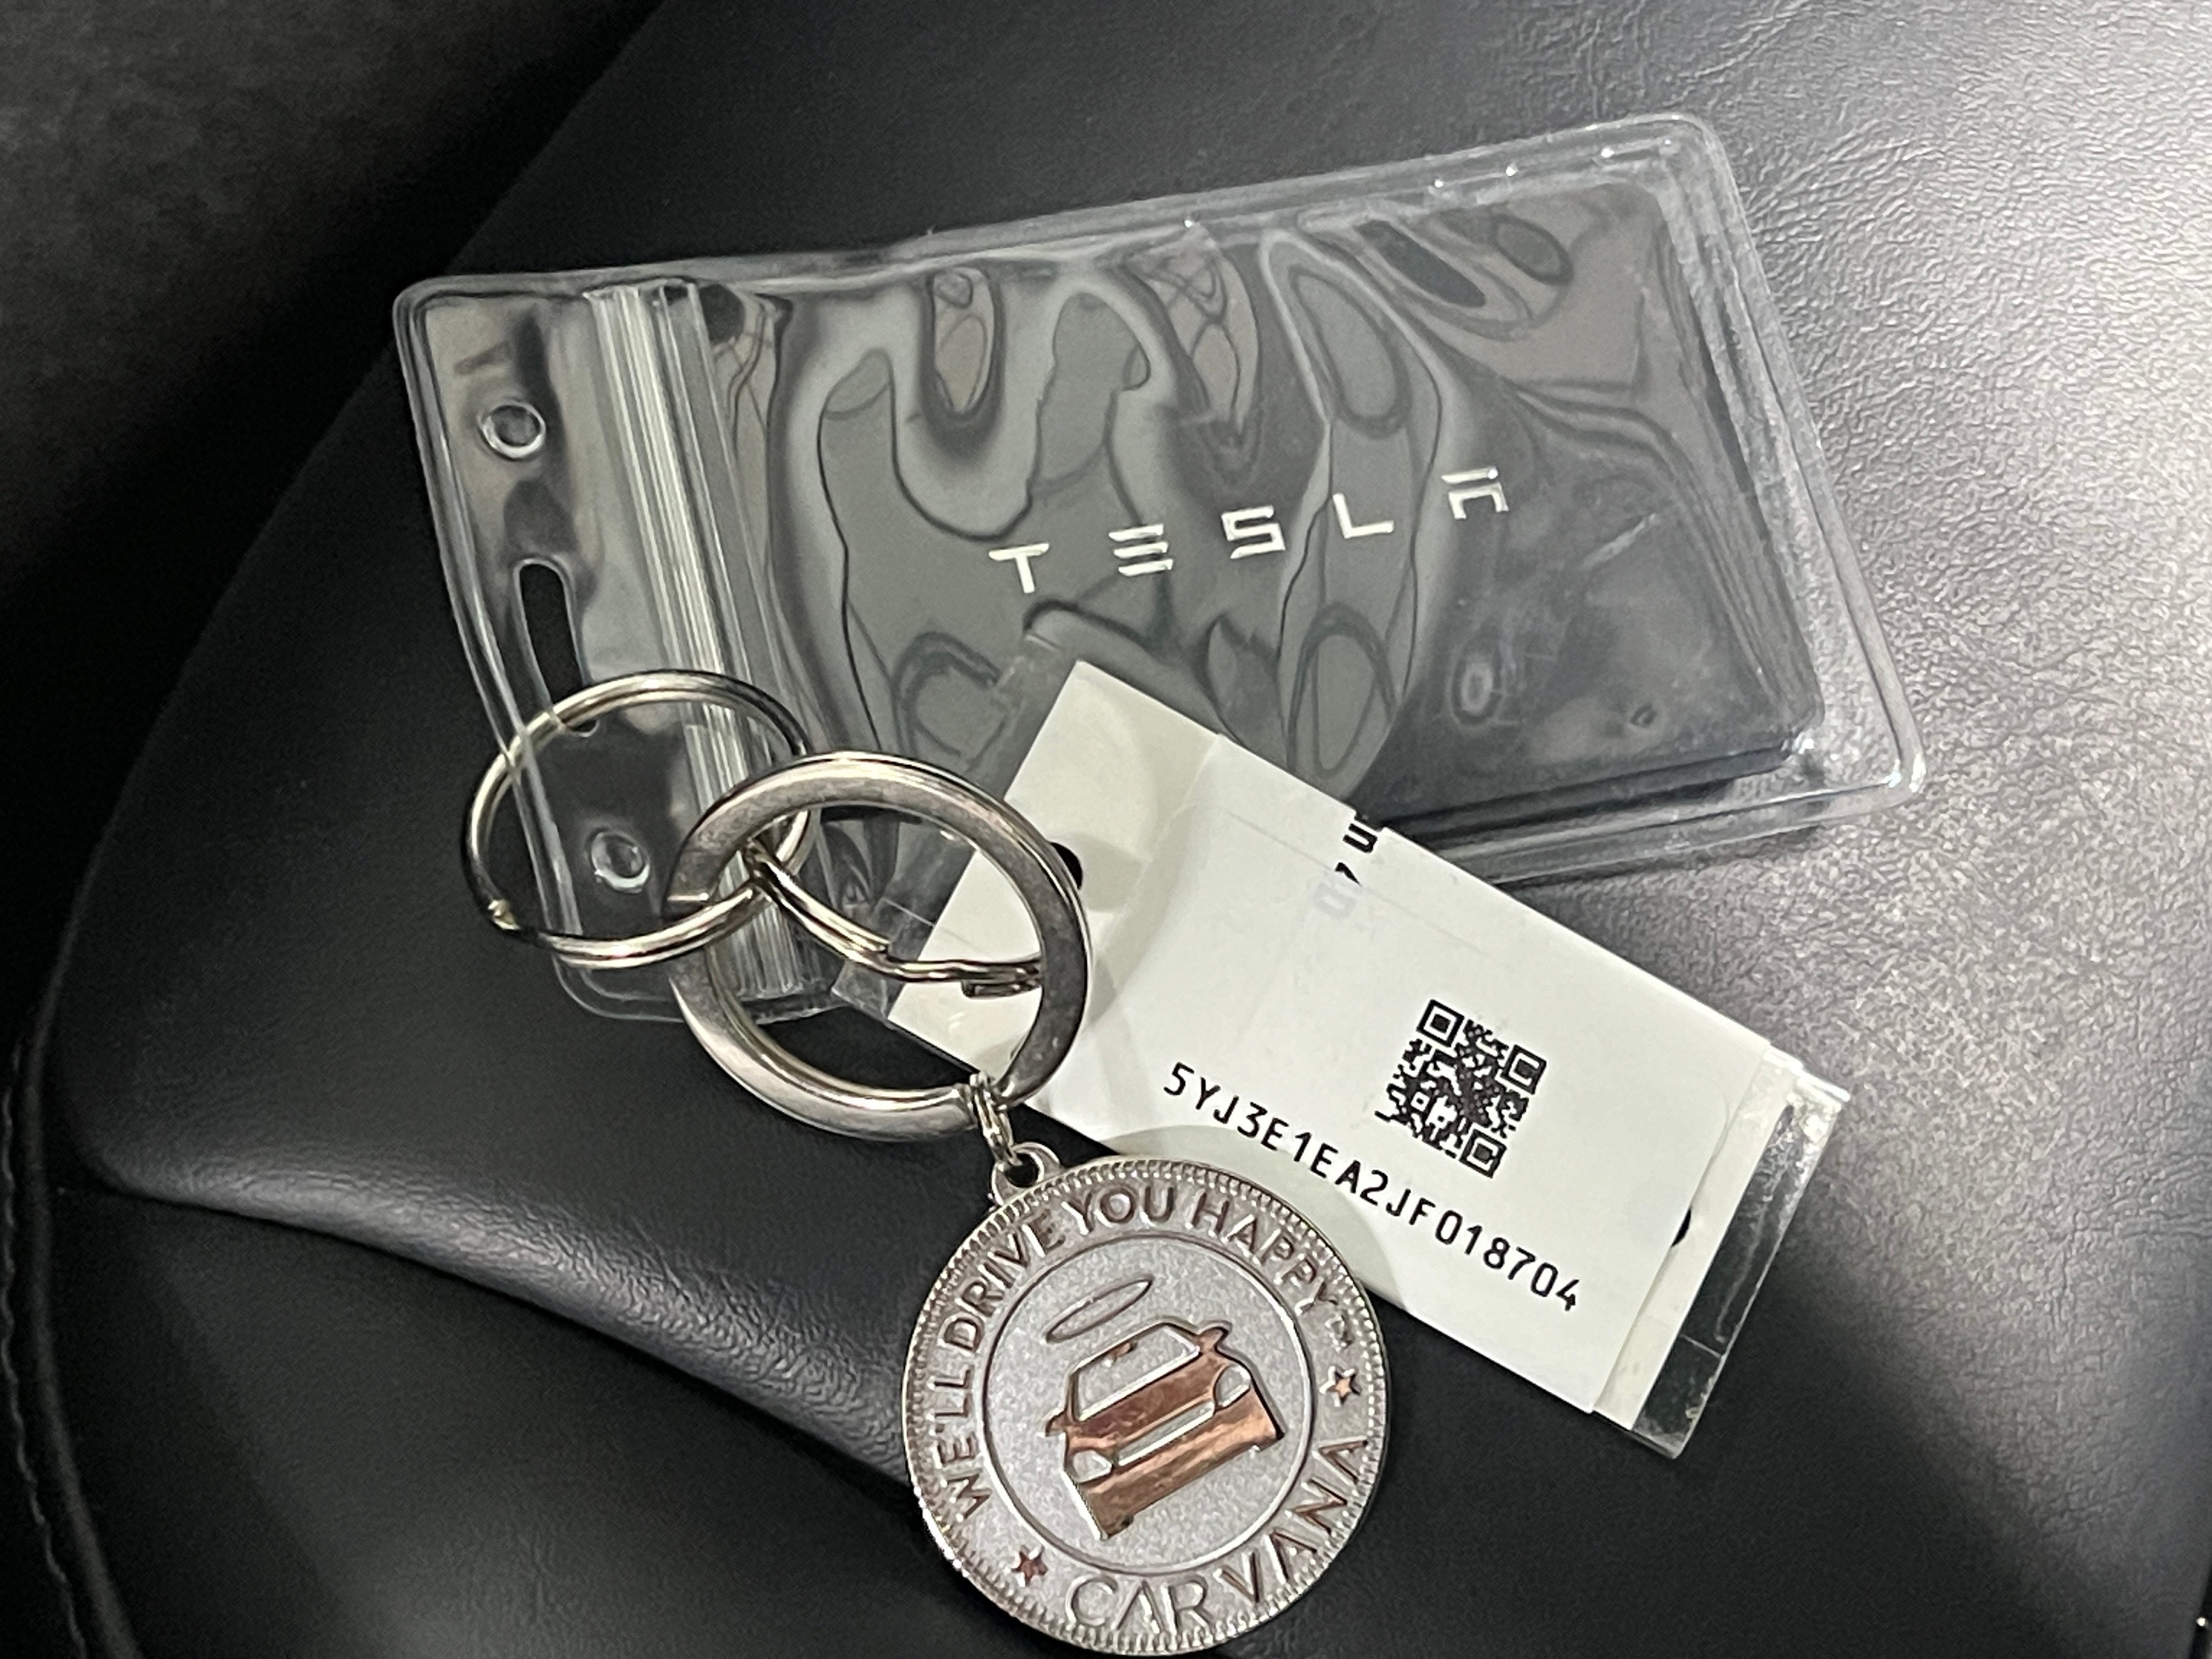 TESLA
5YJ3E1EA2JF018704
WE'LL DRIVE YOU HAPPY™
CARVANA